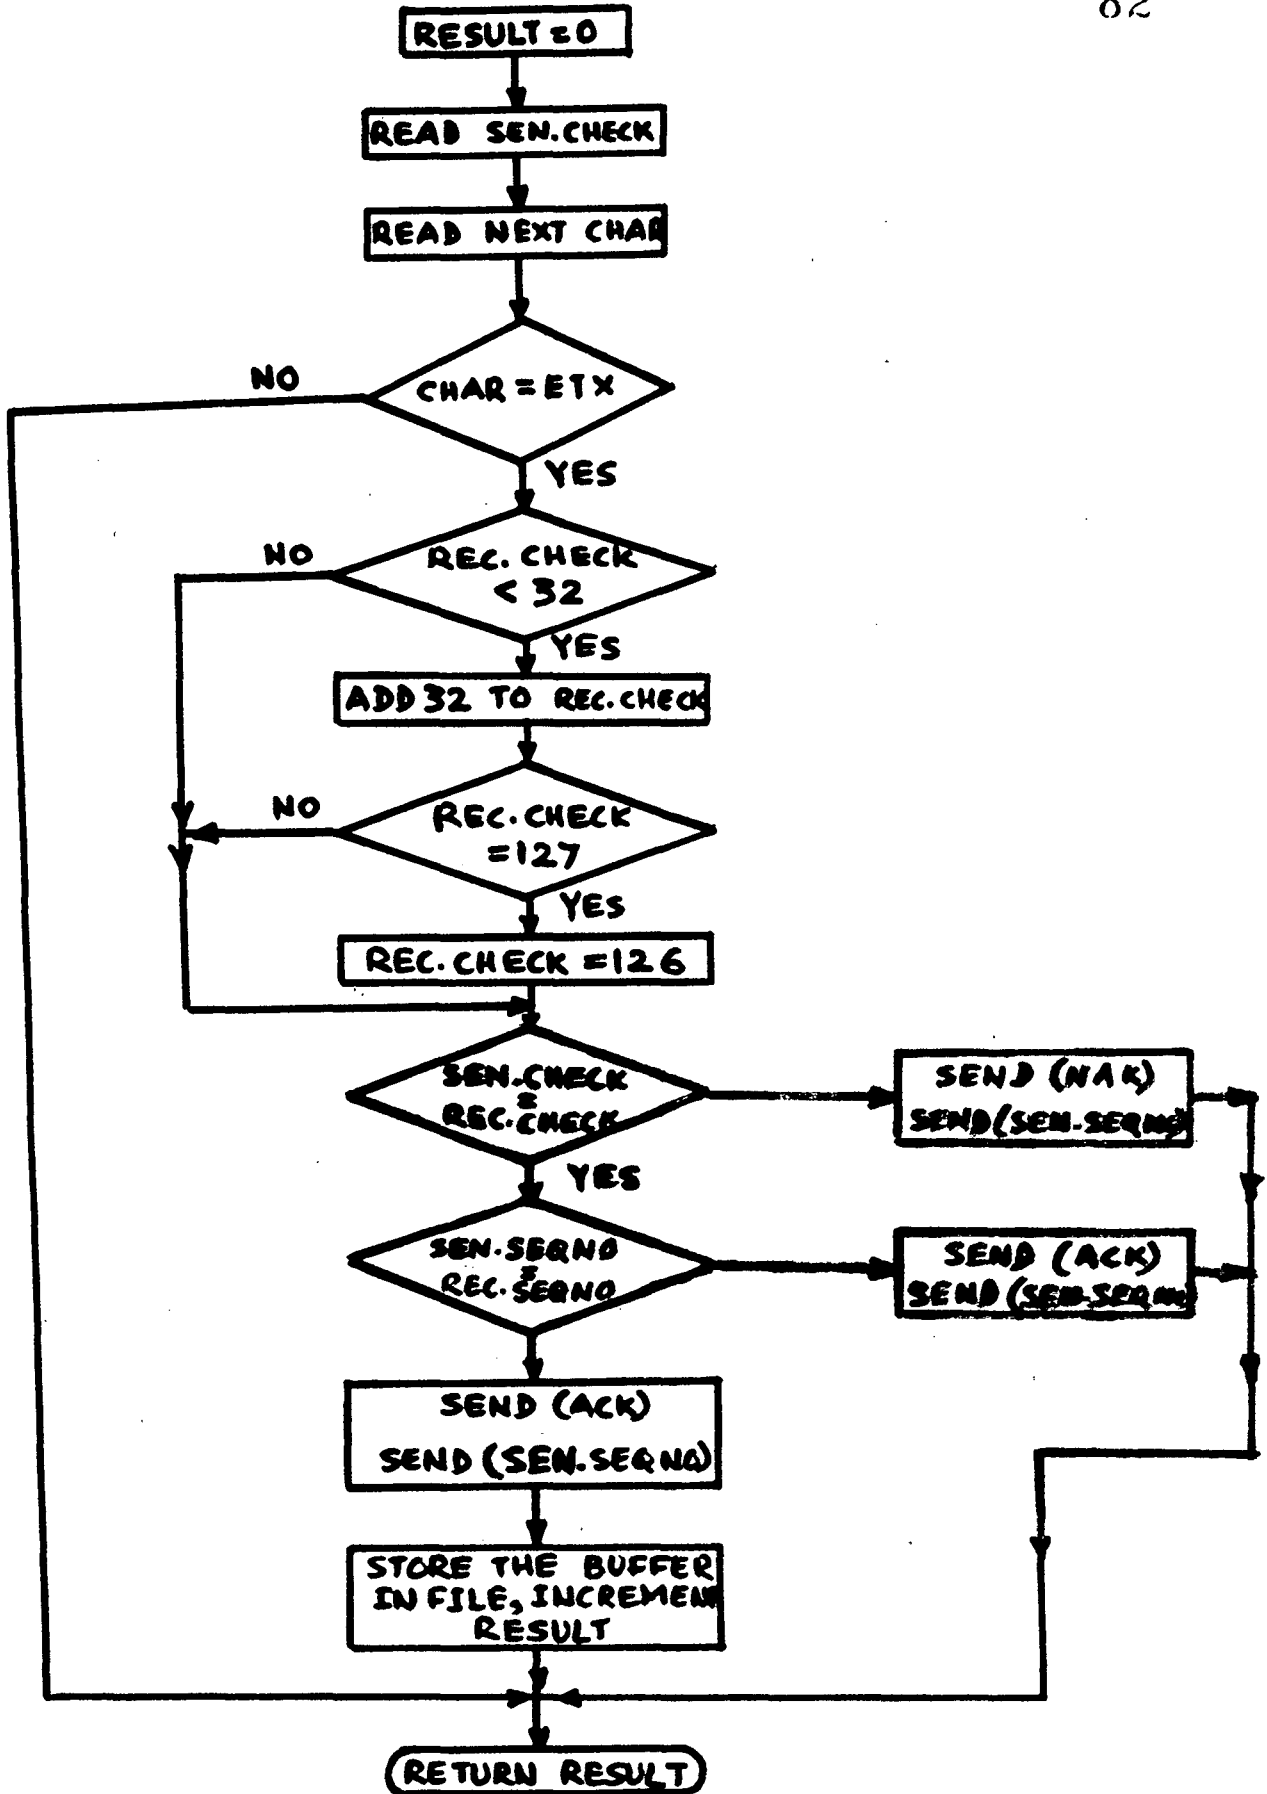 82
RESULT = 0
READ SEN.CHECK
READ NEXT CHAR
CHAR = ETX
NO
YES
REC. CHECK
< 32
NO
YES
ADD 32 TO REC.CHECK
REC.CHECK
=127
NO
YES
REC.CHECK =126
SEN.CHECK
=
REC.CHECK
SEND (NAK)
SEND(SEN.SEQNO)
YES
SEN.SEQNO
=
REC.SEQNO
SEND (ACK)
SEND (SEN.SEQNO)
SEND (ACK)
SEND (SEN.SEQNO)
STORE THE BUFFER
IN FILE, INCREMENT
RESULT
RETURN RESULT